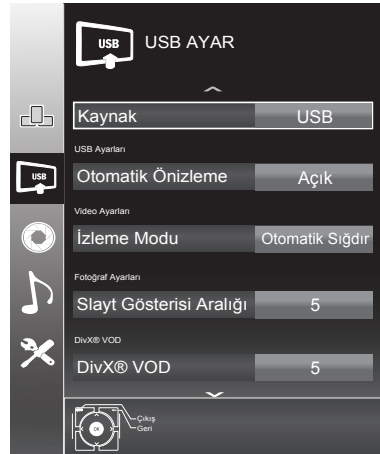 USB
USB AYAR
Kaynak USB
USB Ayarları
USB
Otomatik Önizleme Açık
Video Ayarları
İzleme Modu Otomatik Sığdır
Fotoğraf Ayarları
Slayt Gösterisi Aralığı 5
DivX® VOD
DivX® VOD 5
Çıkış
OK
Geri